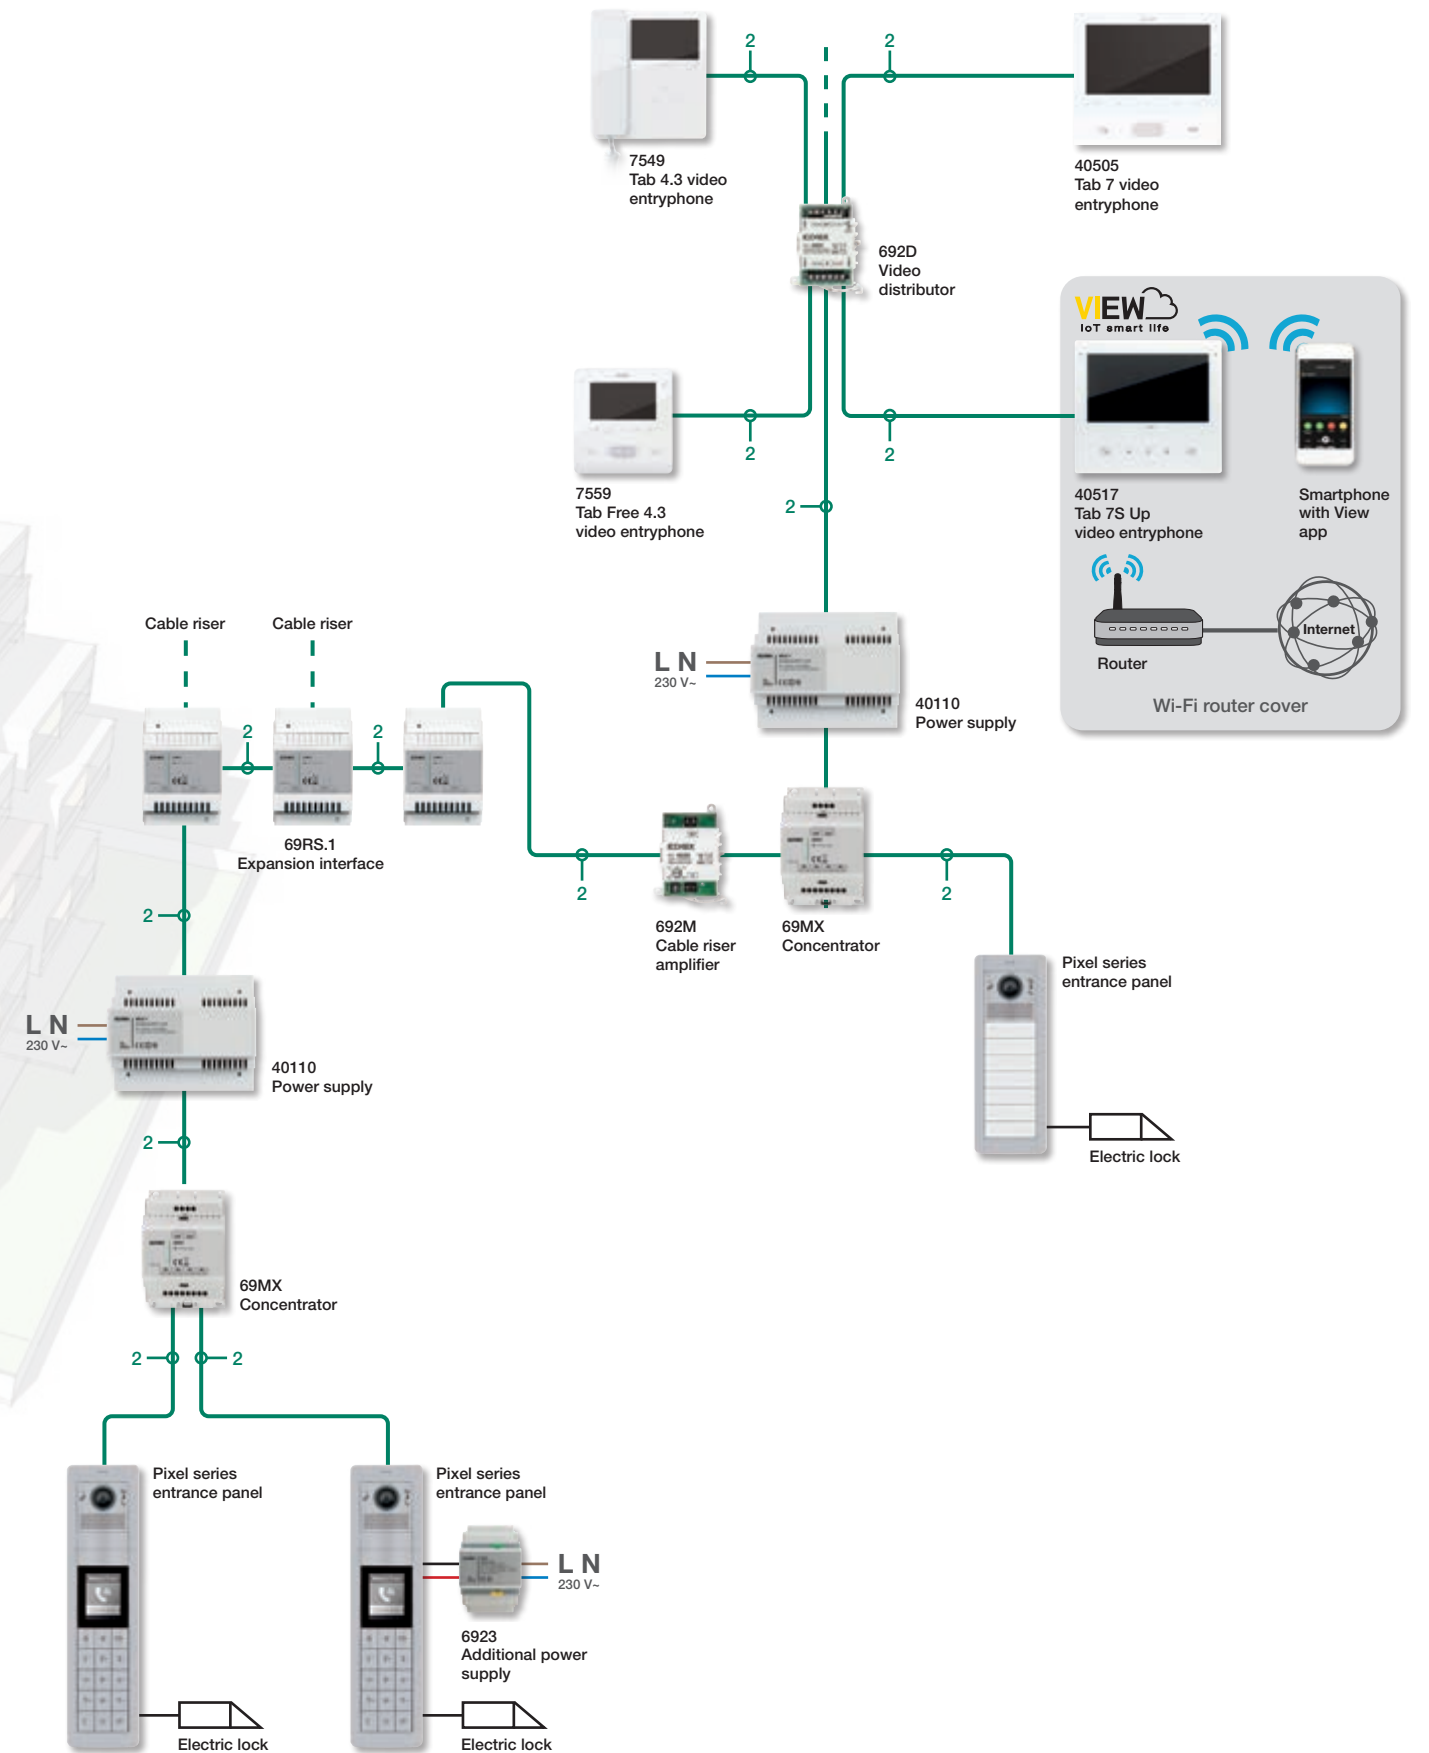 2
2
7549
Tab 4.3 video
entryphone
40505
Tab 7 video
entryphone
692D
Video
distributor
VIEW
IoT smart life
2
2
7559
Tab Free 4.3
video entryphone
2
40517
Tab 7S Up
video entryphone
Smartphone
with View
app
Internet
Router
Wi-Fi router cover
Cable riser
Cable riser
L N
230 V~
40110
Power supply
2
2
69RS.1
Expansion interface
2
2
692M
Cable riser
amplifier
69MX
Concentrator
2
Pixel series
entrance panel
L N
230 V~
40110
Power supply
Electric lock
2
69MX
Concentrator
2
2
Pixel series
entrance panel
Pixel series
entrance panel
L N
230 V~
6923
Additional power
supply
Electric lock
Electric lock